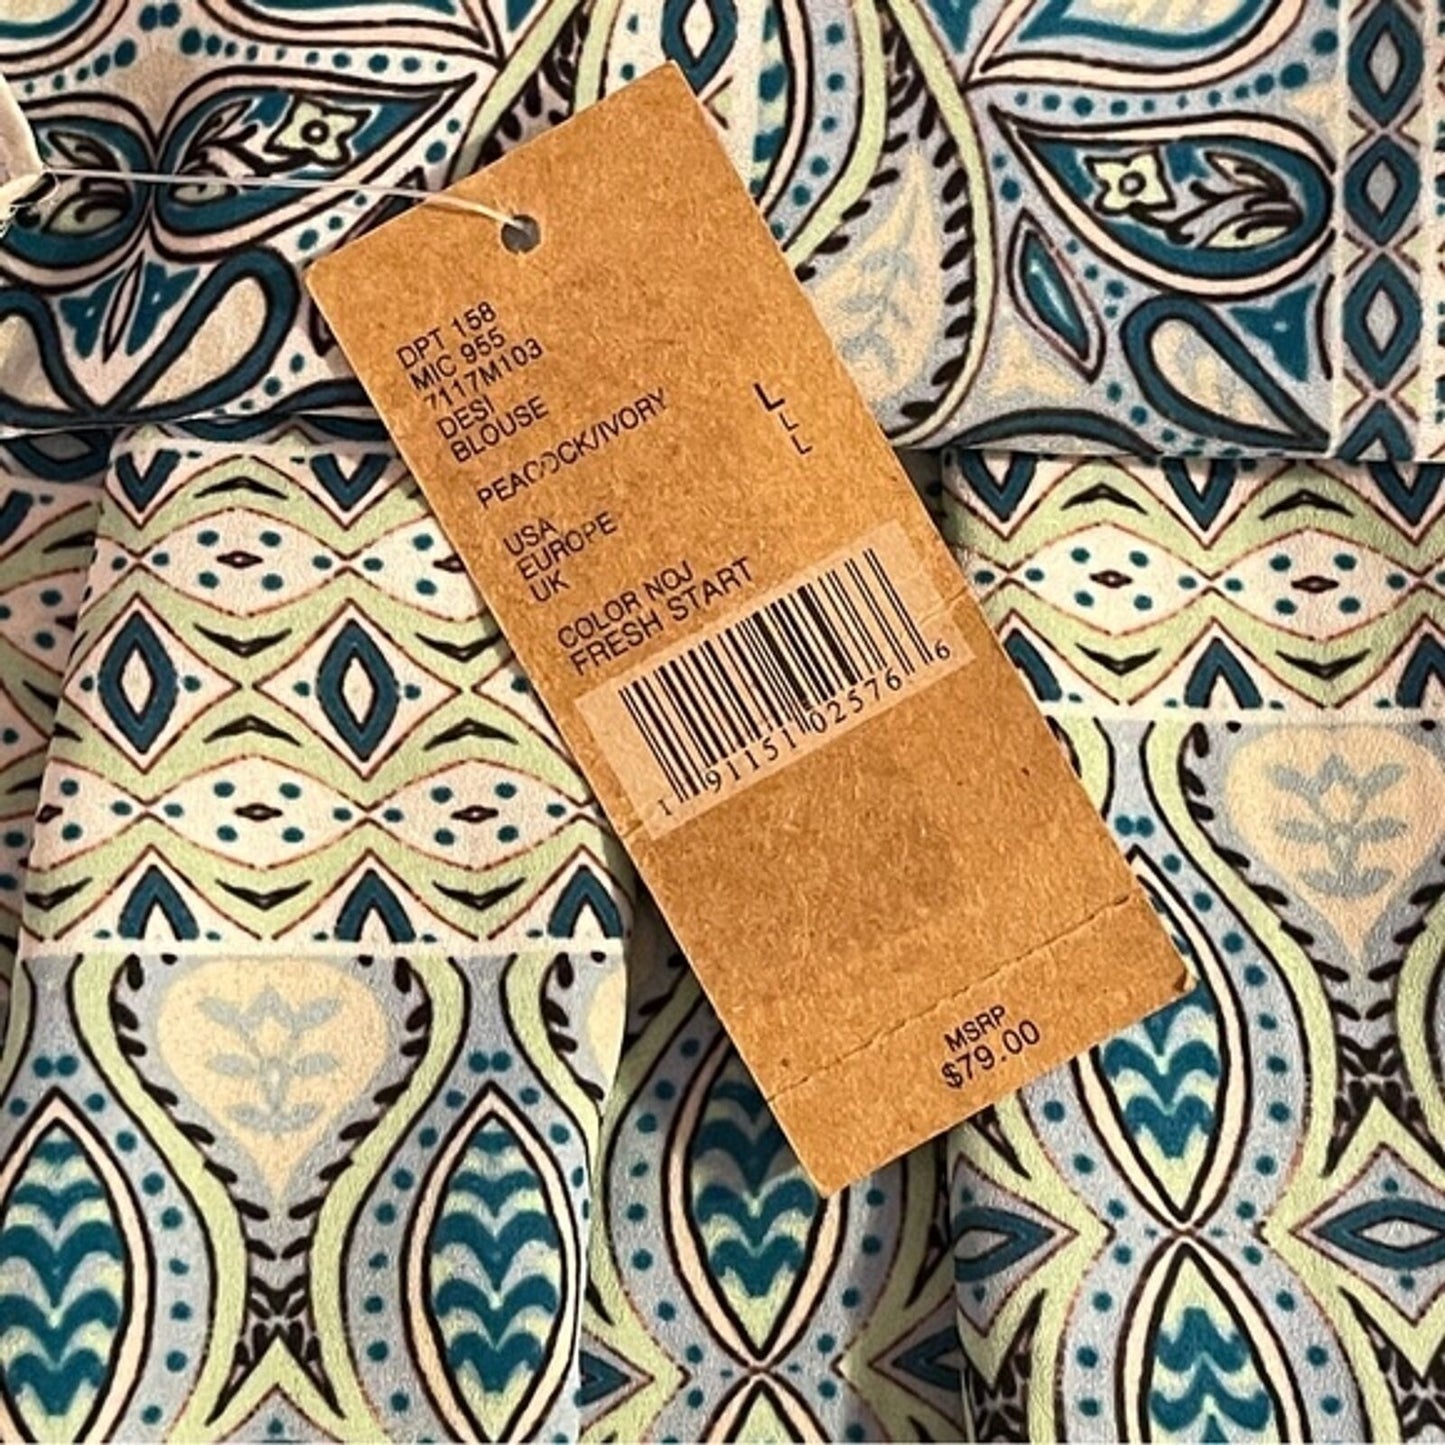 DPT 158
MIC 955
7117M103
DESI
BLOUSE
PEACOCK/IVORY
USA L
EUROPE L
UK L
COLOR NOJ
FRESH START
1 91151 02576 6
MSRP
$79.00